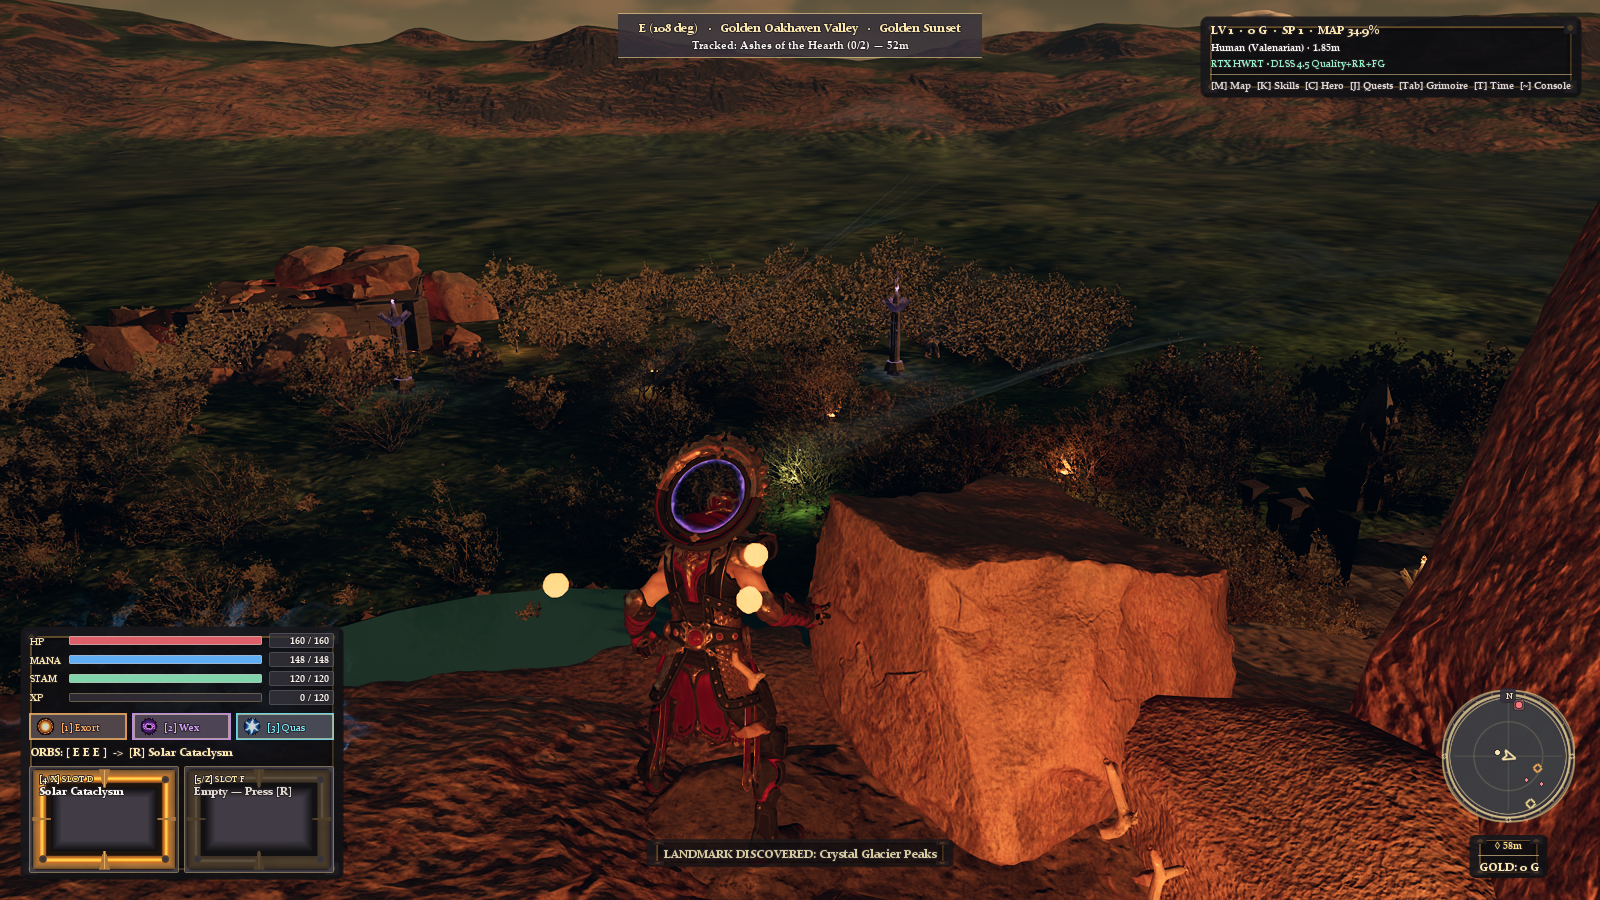 E (108 deg) · Golden Oakhaven Valley · Golden Sunset
Tracked: Ashes of the Hearth (0/2) — 52m
LV 1 · 0 G · SP 1 · MAP 34.9%
Human (Valenarian) · 1.85m
RTX HWRT · DLSS 4.5 Quality+RR+FG
[M] Map [K] Skills [C] Hero [J] Quests [Tab] Grimoire [T] Time [~] Console
HP 160 / 160
MANA 148 / 148
STAM 120 / 120
XP 0 / 120
[1] Exort [2] Wex [3] Quas
ORBS: [ E E E ] -> [R] Solar Cataclysm
[4/X] SLOT D
Solar Cataclysm
[5/Z] SLOT F
Empty — Press [R]
LANDMARK DISCOVERED: Crystal Glacier Peaks
N
◊ 58m
GOLD: 0 G